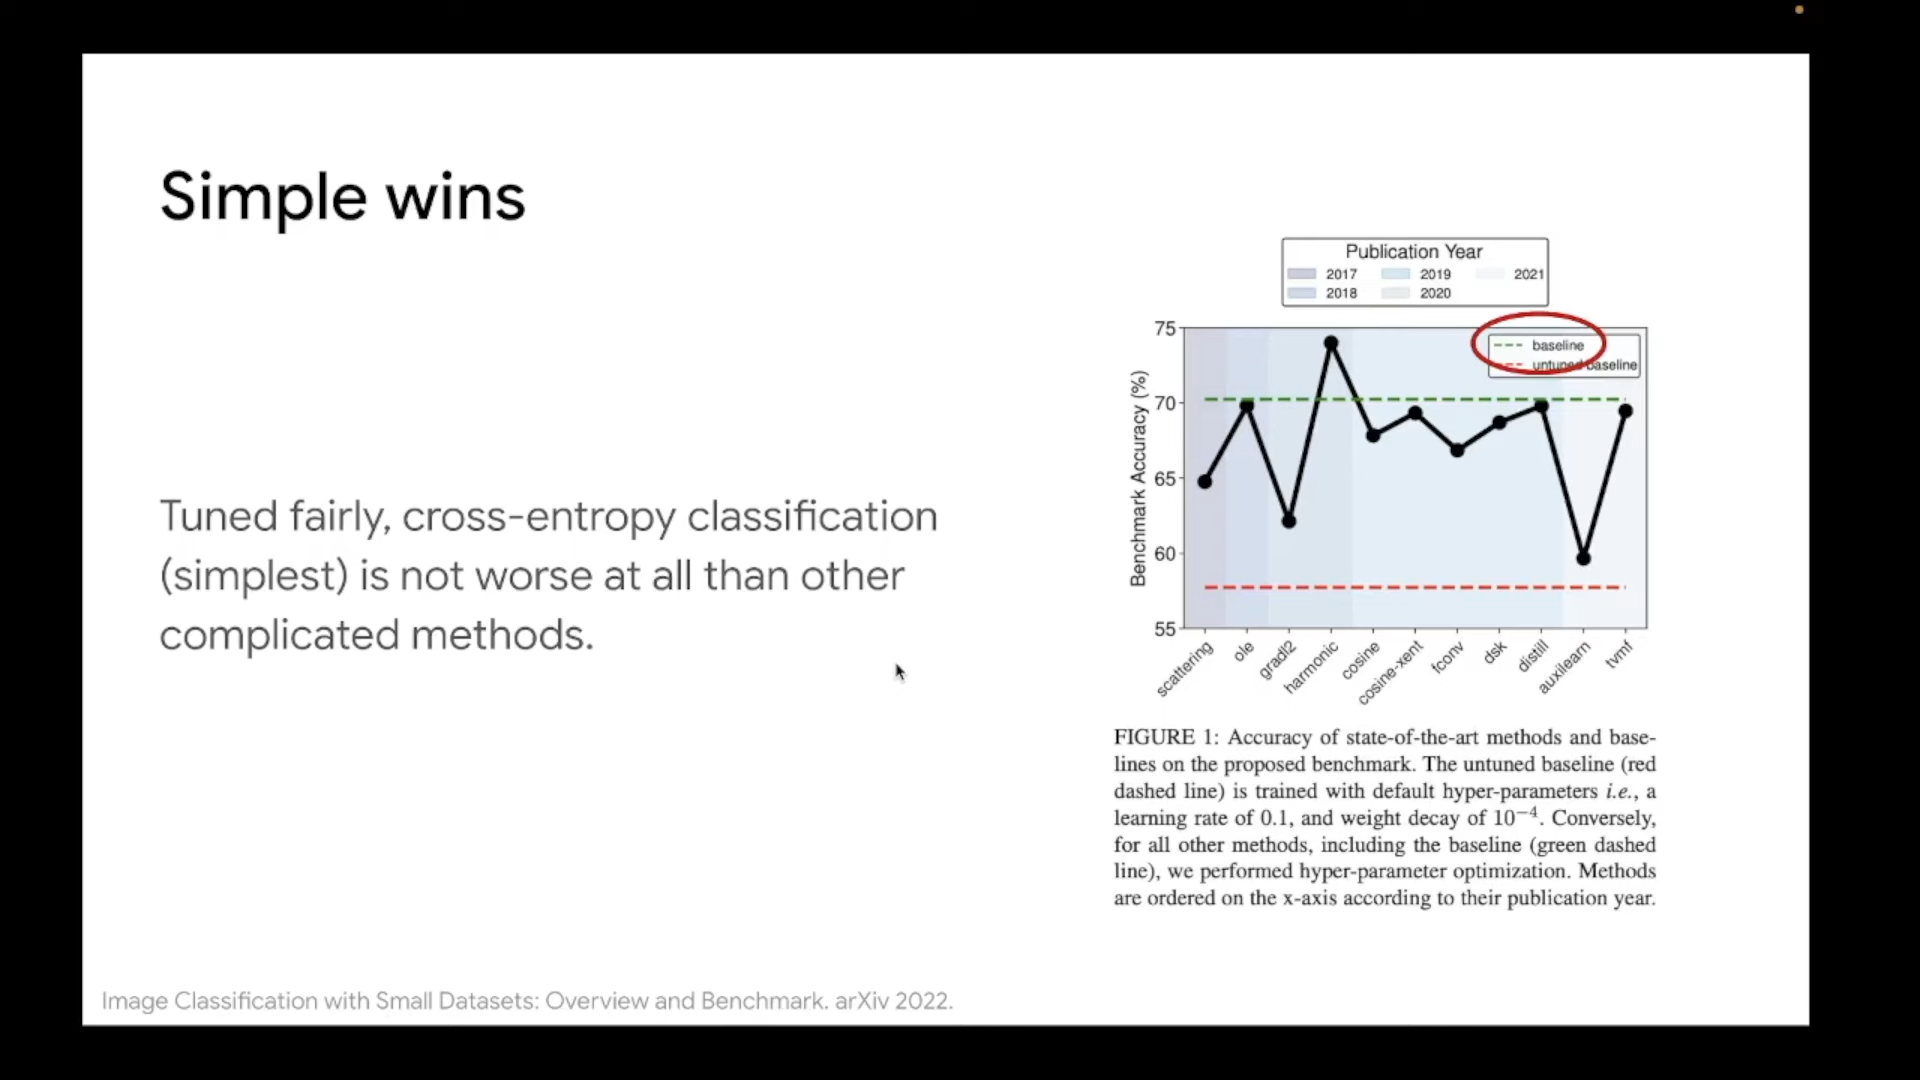 Simple wins
Tuned fairly, cross-entropy classification
(simplest) is not worse at all than other
complicated methods.
Publication Year
2017 2019 2021
2018 2020
75
70
65
60
55
Benchmark Accuracy (%)
baseline
untuned baseline
scattering
ole
gradl2
harmonic
cosine
cosine-xent
fconv
dsk
distill
auxilearn
tvmf
FIGURE 1: Accuracy of state-of-the-art methods and base-
lines on the proposed benchmark. The untuned baseline (red
dashed line) is trained with default hyper-parameters i.e., a
learning rate of 0.1, and weight decay of 10⁻⁴. Conversely,
for all other methods, including the baseline (green dashed
line), we performed hyper-parameter optimization. Methods
are ordered on the x-axis according to their publication year.
Image Classification with Small Datasets: Overview and Benchmark. arXiv 2022.